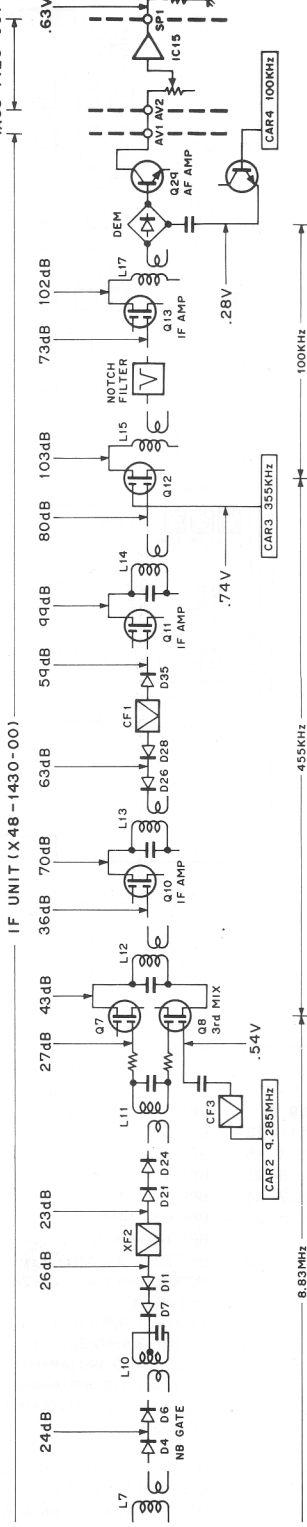 IF UNIT (X48-1430-00)
24dB
26dB
23dB
27dB
43dB
36dB
70dB
63dB
59dB
99dB
80dB
103dB
73dB
102dB
.63V
L7
D4 D6
NB GATE
L10
D7 D11
XF2
D21 D24
L11
Q7
Q8
3rd MIX
L12
Q10
IF AMP
L13
D26 D28
CF1
D35
Q11
IF AMP
L14
Q12
L15
NOTCH
FILTER
Q13
IF AMP
L17
DEM
Q29
AF AMP
AV1 AV2
IC15
SP1
CF3
.54V
.74V
.28V
CAR2 9.285MHz
CAR3 355KHz
CAR4 100KHz
8.83MHz
455KHz
100KHz